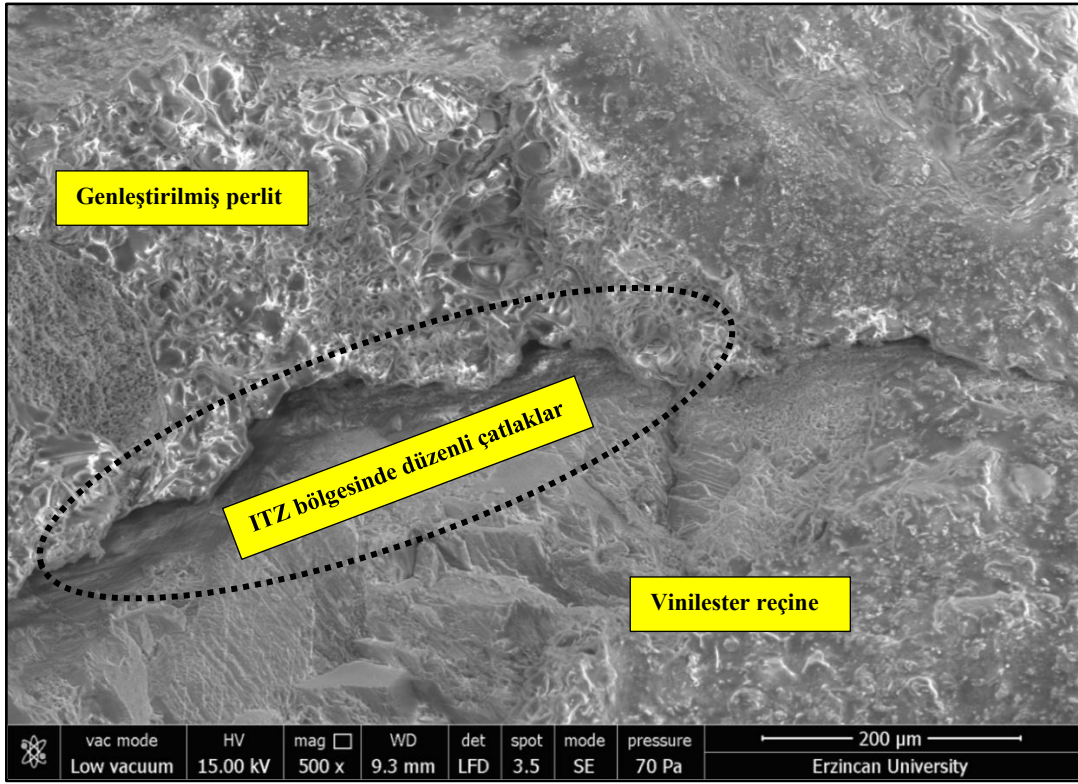 Genleştirilmiş perlit
ITZ bölgesinde düzenli çatlaklar
Vinilester reçine
vac mode HV mag WD det spot mode pressure 200 µm
Low vacuum 15.00 kV 500 x 9.3 mm LFD 3.5 SE 70 Pa Erzincan University